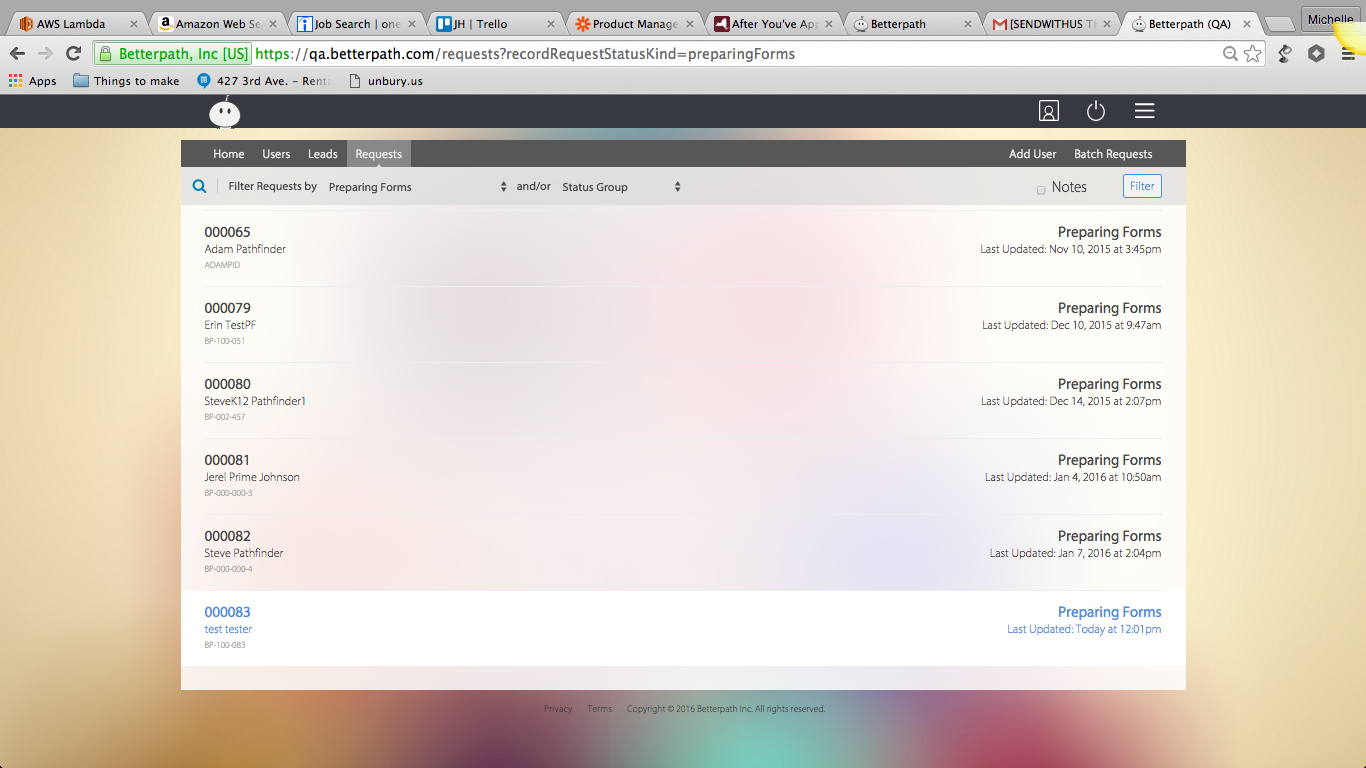 AWS Lambda
Amazon Web Se
Job Search | one
JH | Trello
Product Manage
After You've App
Betterpath
[SENDWITHUS T
Betterpath (QA)
Michelle
Betterpath, Inc [US] https://qa.betterpath.com/requests?recordRequestStatusKind=preparingForms
Apps Things to make 427 3rd Ave. - Rent unbury.us
Home Users Leads Requests Add User Batch Requests
Filter Requests by Preparing Forms and/or Status Group Notes Filter
000065 Preparing Forms
Adam Pathfinder Last Updated: Nov 10, 2015 at 3:45pm
ADAMPID
000079 Preparing Forms
Erin TestPF Last Updated: Dec 10, 2015 at 9:47am
BP-100-051
000080 Preparing Forms
SteveK12 Pathfinder1 Last Updated: Dec 14, 2015 at 2:07pm
BP-002-457
000081 Preparing Forms
Jerel Prime Johnson Last Updated: Jan 4, 2016 at 10:50am
BP-000-000-3
000082 Preparing Forms
Steve Pathfinder Last Updated: Jan 7, 2016 at 2:04pm
BP-000-000-4
000083 Preparing Forms
test tester Last Updated: Today at 12:01pm
BP-100-083
Privacy Terms Copyright © 2016 Betterpath Inc. All rights reserved.